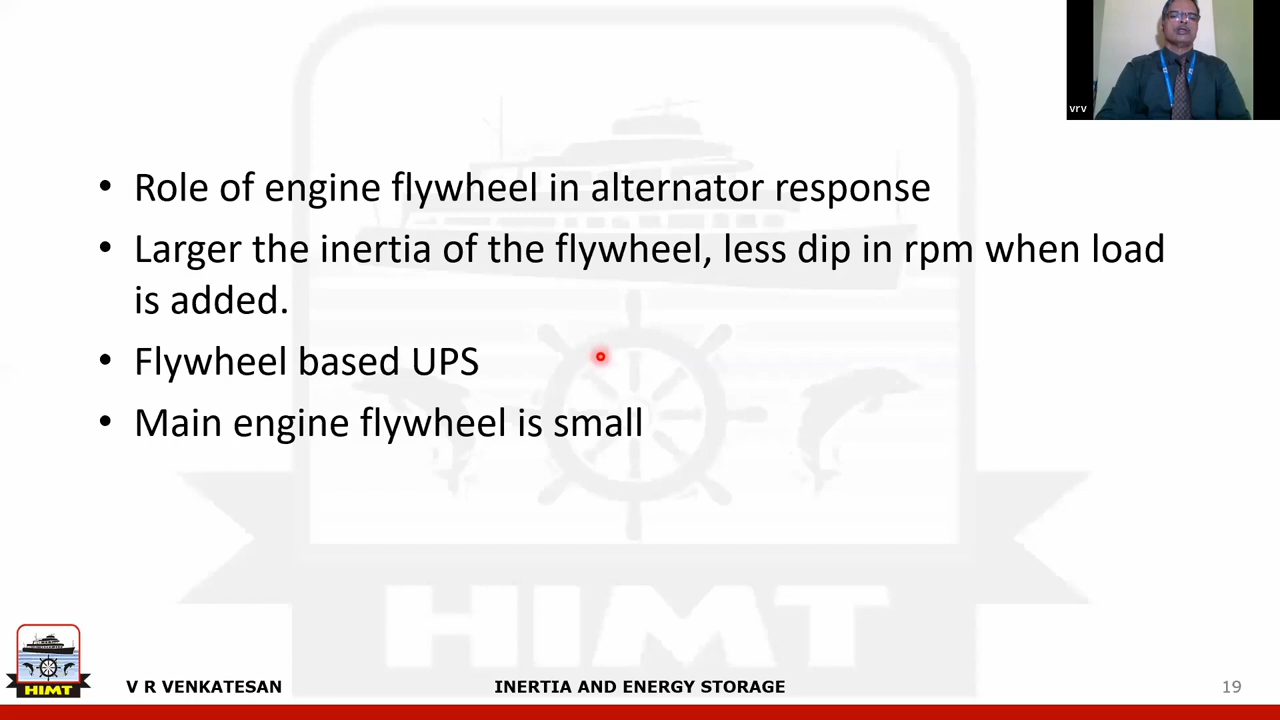 vrv
• Role of engine flywheel in alternator response
• Larger the inertia of the flywheel, less dip in rpm when load
is added.
• Flywheel based UPS
• Main engine flywheel is small
HIMT
HIMT
V R VENKATESAN
INERTIA AND ENERGY STORAGE
19